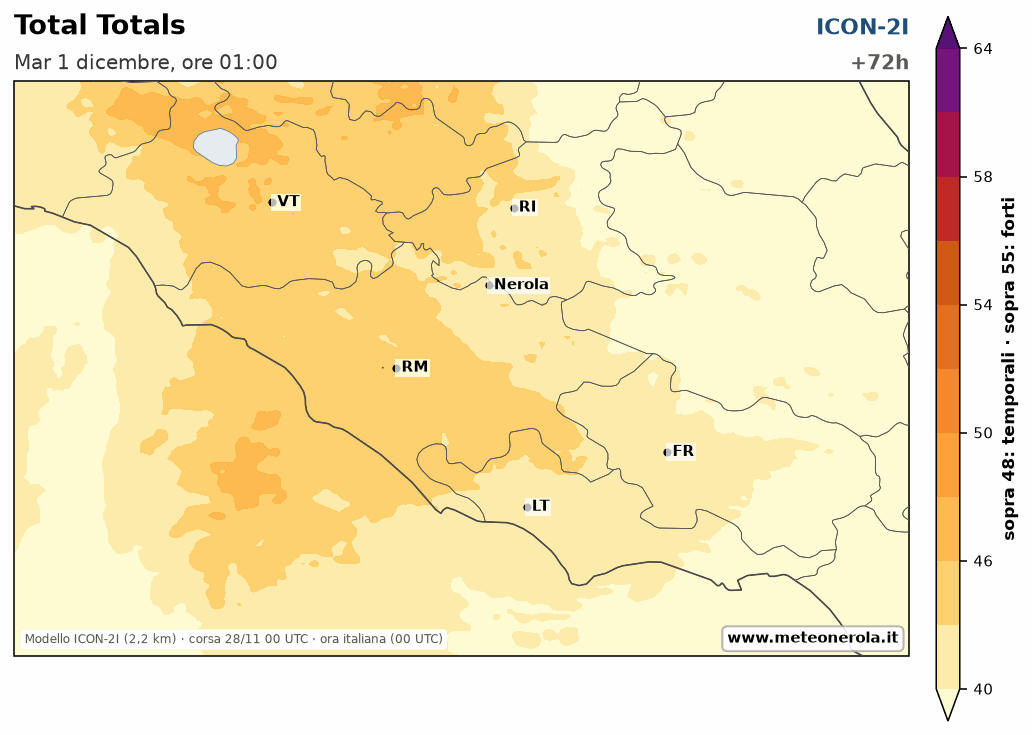 Total Totals
ICON-2I
Mar 1 dicembre, ore 01:00
+72h
64
58
54
50
46
40
sopra 48: temporali · sopra 55: forti
VT
RI
Nerola
RM
FR
LT
Modello ICON-2I (2,2 km) · corsa 28/11 00 UTC · ora italiana (00 UTC)
www.meteonerola.it